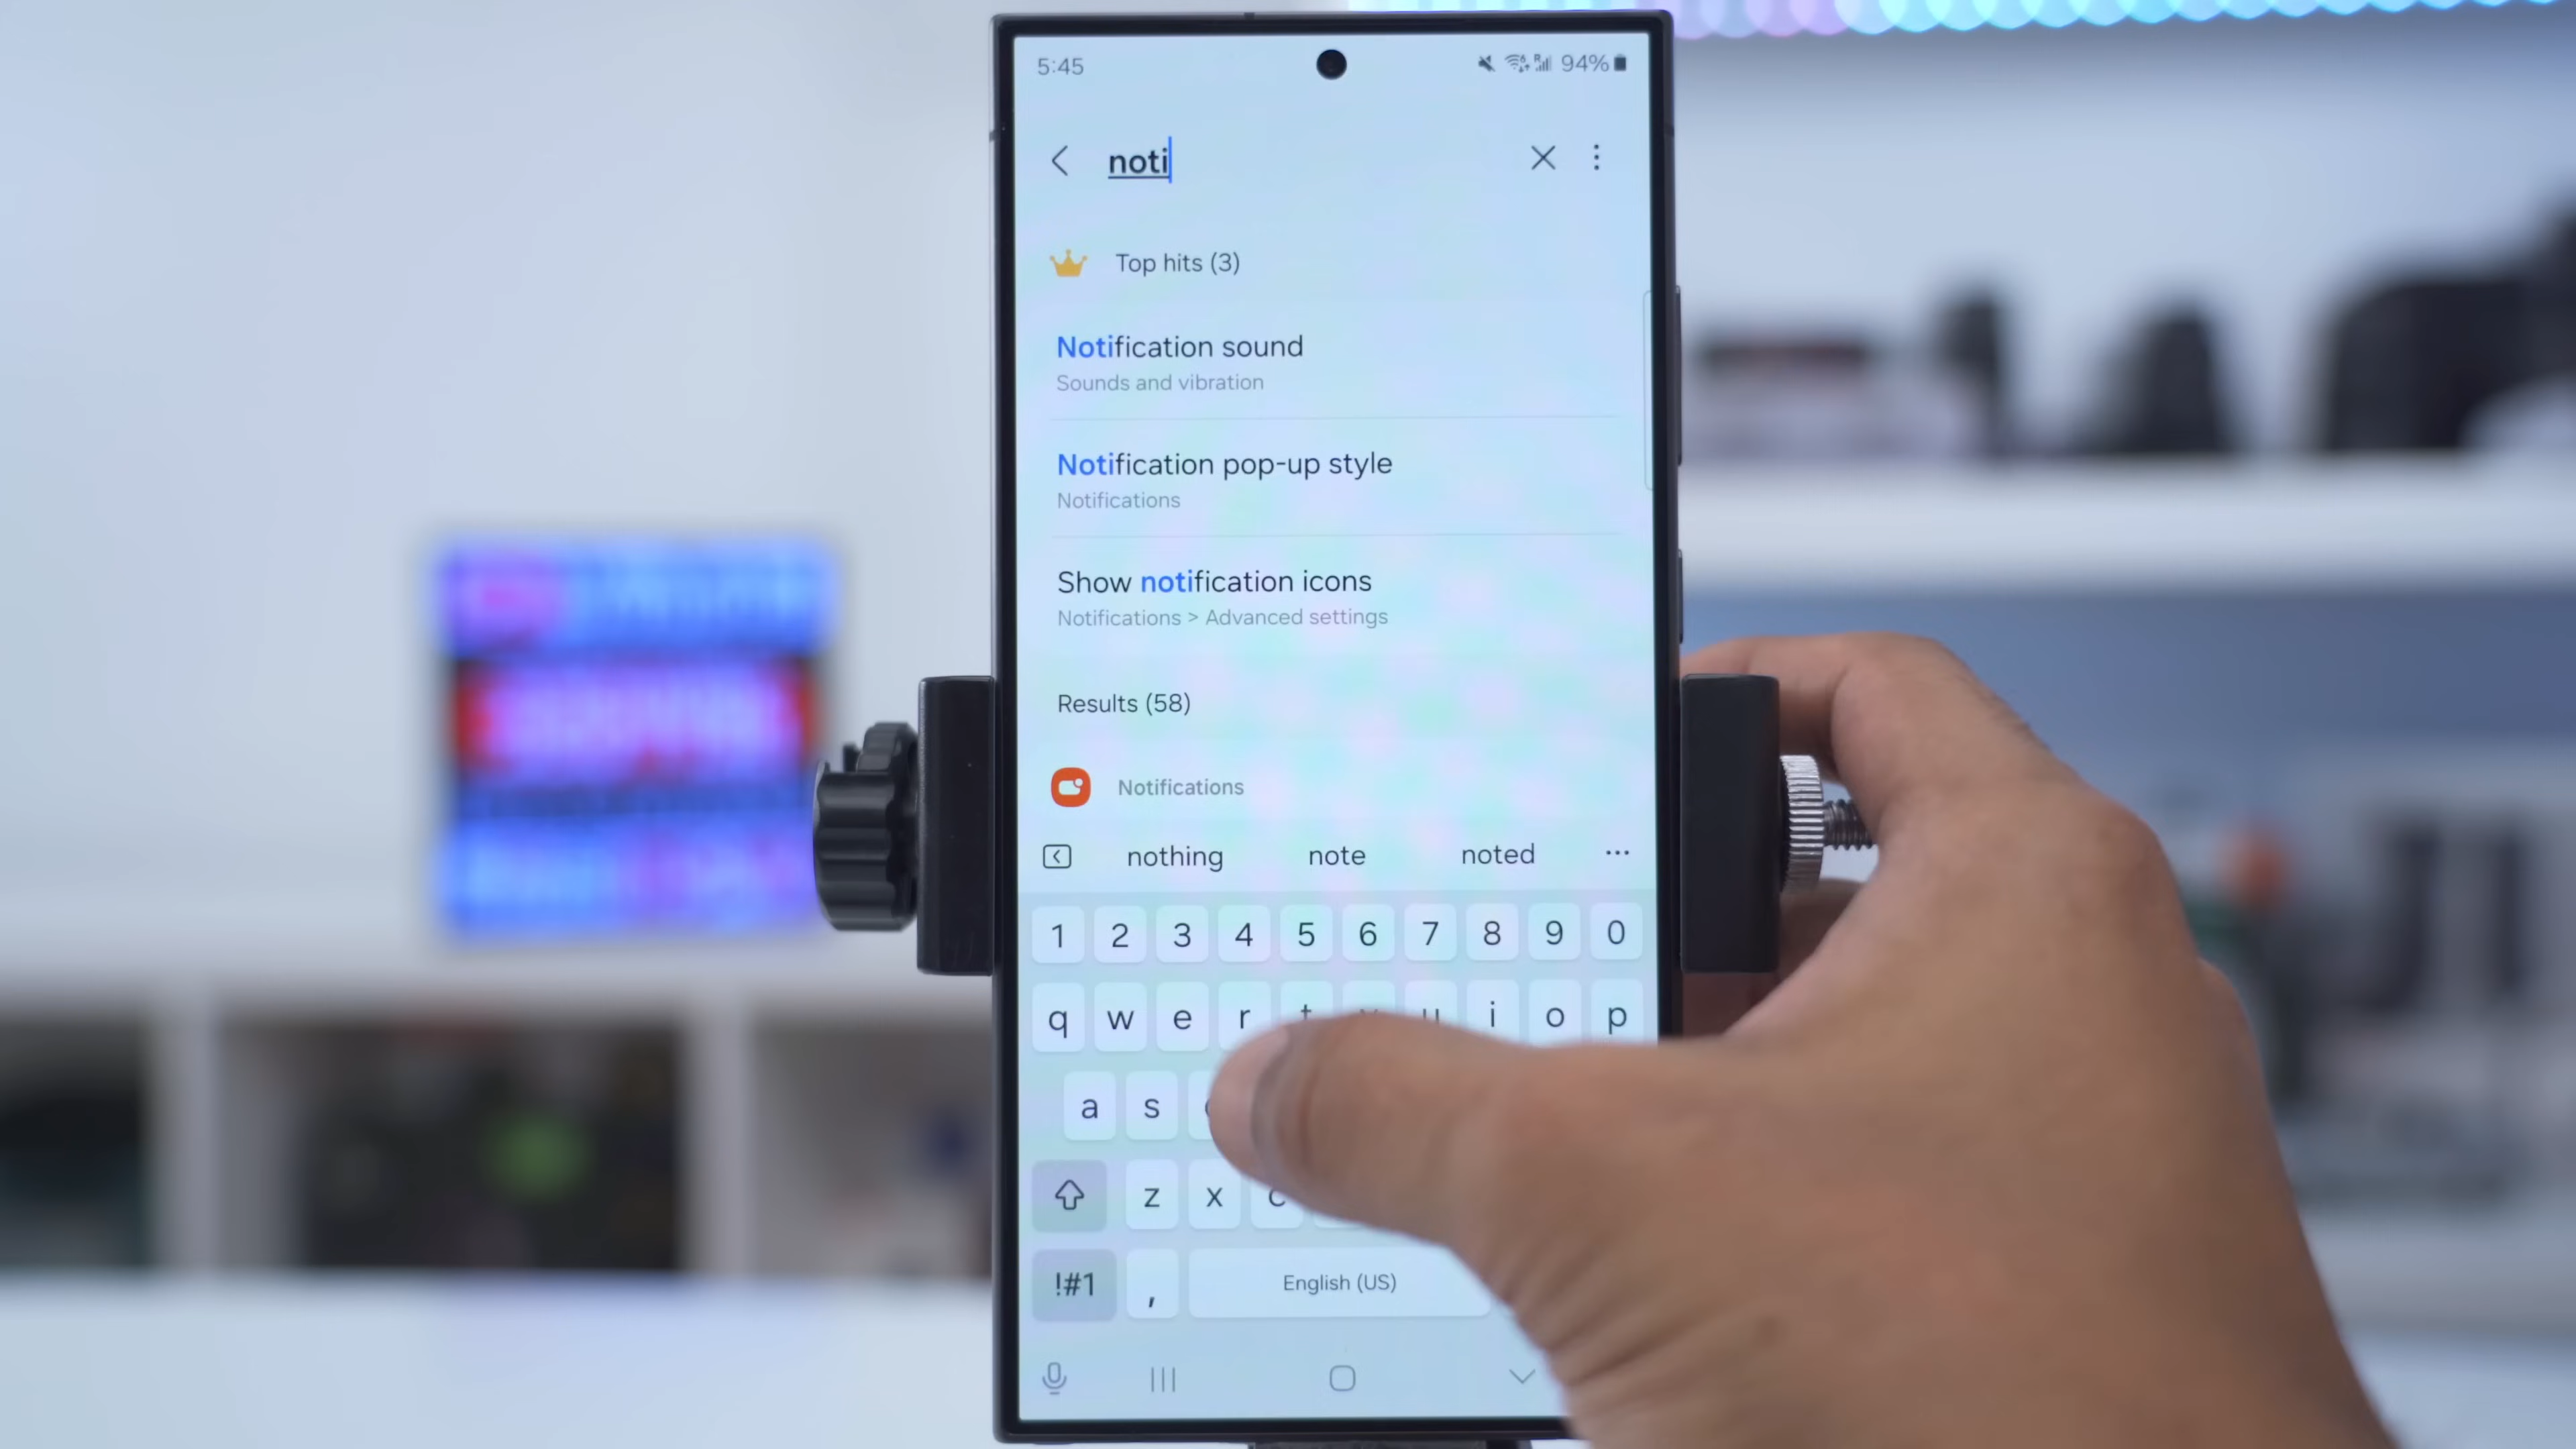 5:45
94%
noti
Top hits (3)
Notification sound
Sounds and vibration
Notification pop-up style
Notifications
Show notification icons
Notifications > Advanced settings
Results (58)
Notifications
nothing note noted ...
1 2 3 4 5 6 7 8 9 0
q w e r t y u i o p
a s
z x c
!#1 , English (US)